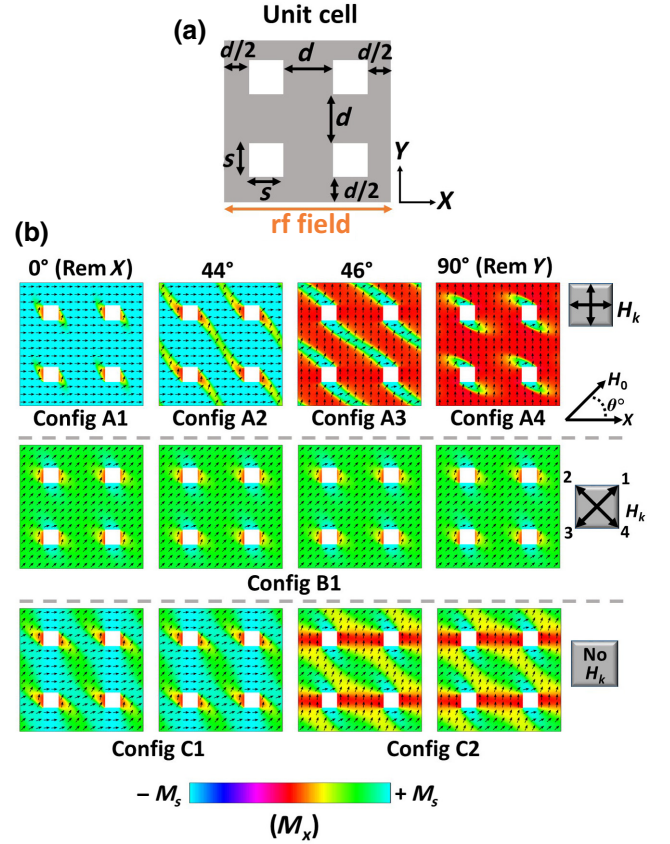 Unit cell
(a)
d/2 d d/2
d
s
s d/2
Y
X
rf field
(b)
0° (Rem X) 44° 46° 90° (Rem Y)
H_k
H_0
θ°
X
Config A1 Config A2 Config A3 Config A4
2 1
H_k
3 4
Config B1
No
H_k
Config C1 Config C2
– M_s + M_s
(M_x)